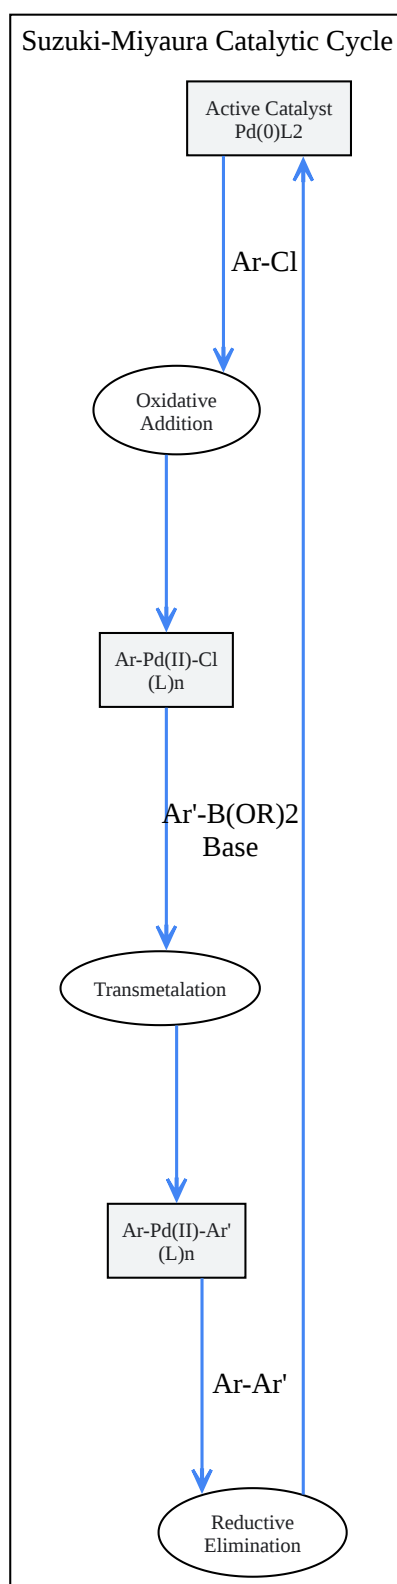 Suzuki-Miyaura Catalytic Cycle
Active Catalyst
Pd(0)L2
Ar-Cl
Oxidative
Addition
Ar-Pd(II)-Cl
(L)n
Ar'-B(OR)2
Base
Transmetalation
Ar-Pd(II)-Ar'
(L)n
Ar-Ar'
Reductive
Elimination